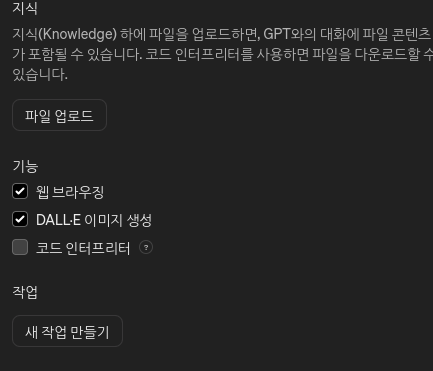 지식
지식(Knowledge) 하에 파일을 업로드하면, GPT와의 대화에 파일 콘텐츠
가 포함될 수 있습니다. 코드 인터프리터를 사용하면 파일을 다운로드할 수
있습니다.
파일 업로드
기능
웹 브라우징
DALL·E 이미지 생성
코드 인터프리터 ?
작업
새 작업 만들기